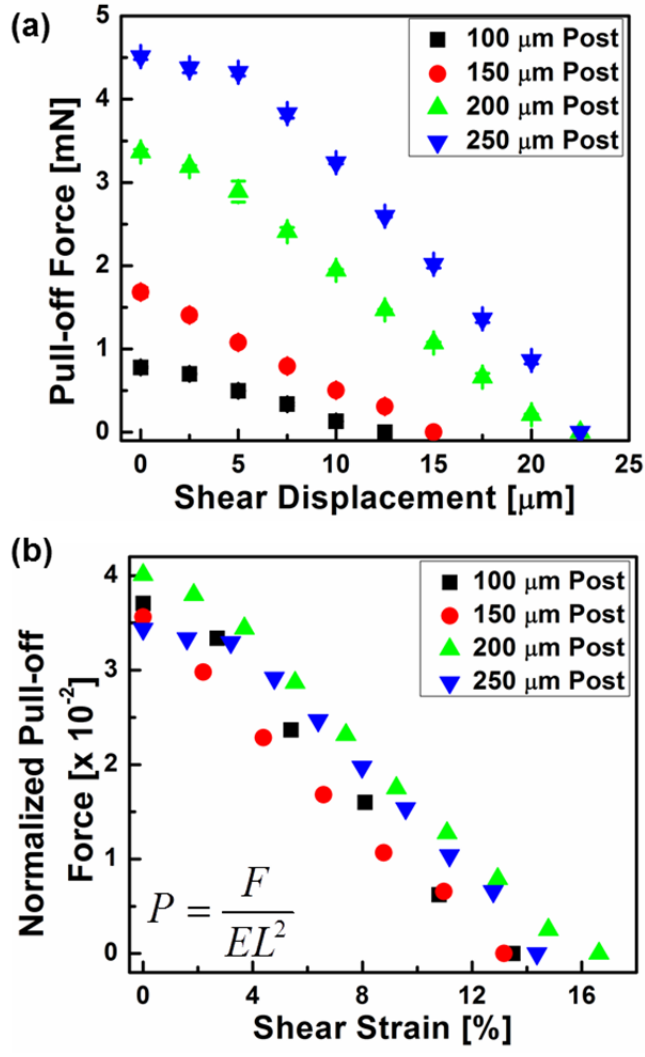 (a)
5
4
3
2
1
0
Pull-off Force [mN]
100 μm Post
150 μm Post
200 μm Post
250 μm Post
0 5 10 15 20 25
Shear Displacement [μm]
(b)
4
3
2
1
0
Normalized Pull-off
Force [x 10⁻²]
100 μm Post
150 μm Post
200 μm Post
250 μm Post
P = F / EL²
0 4 8 12 16
Shear Strain [%]